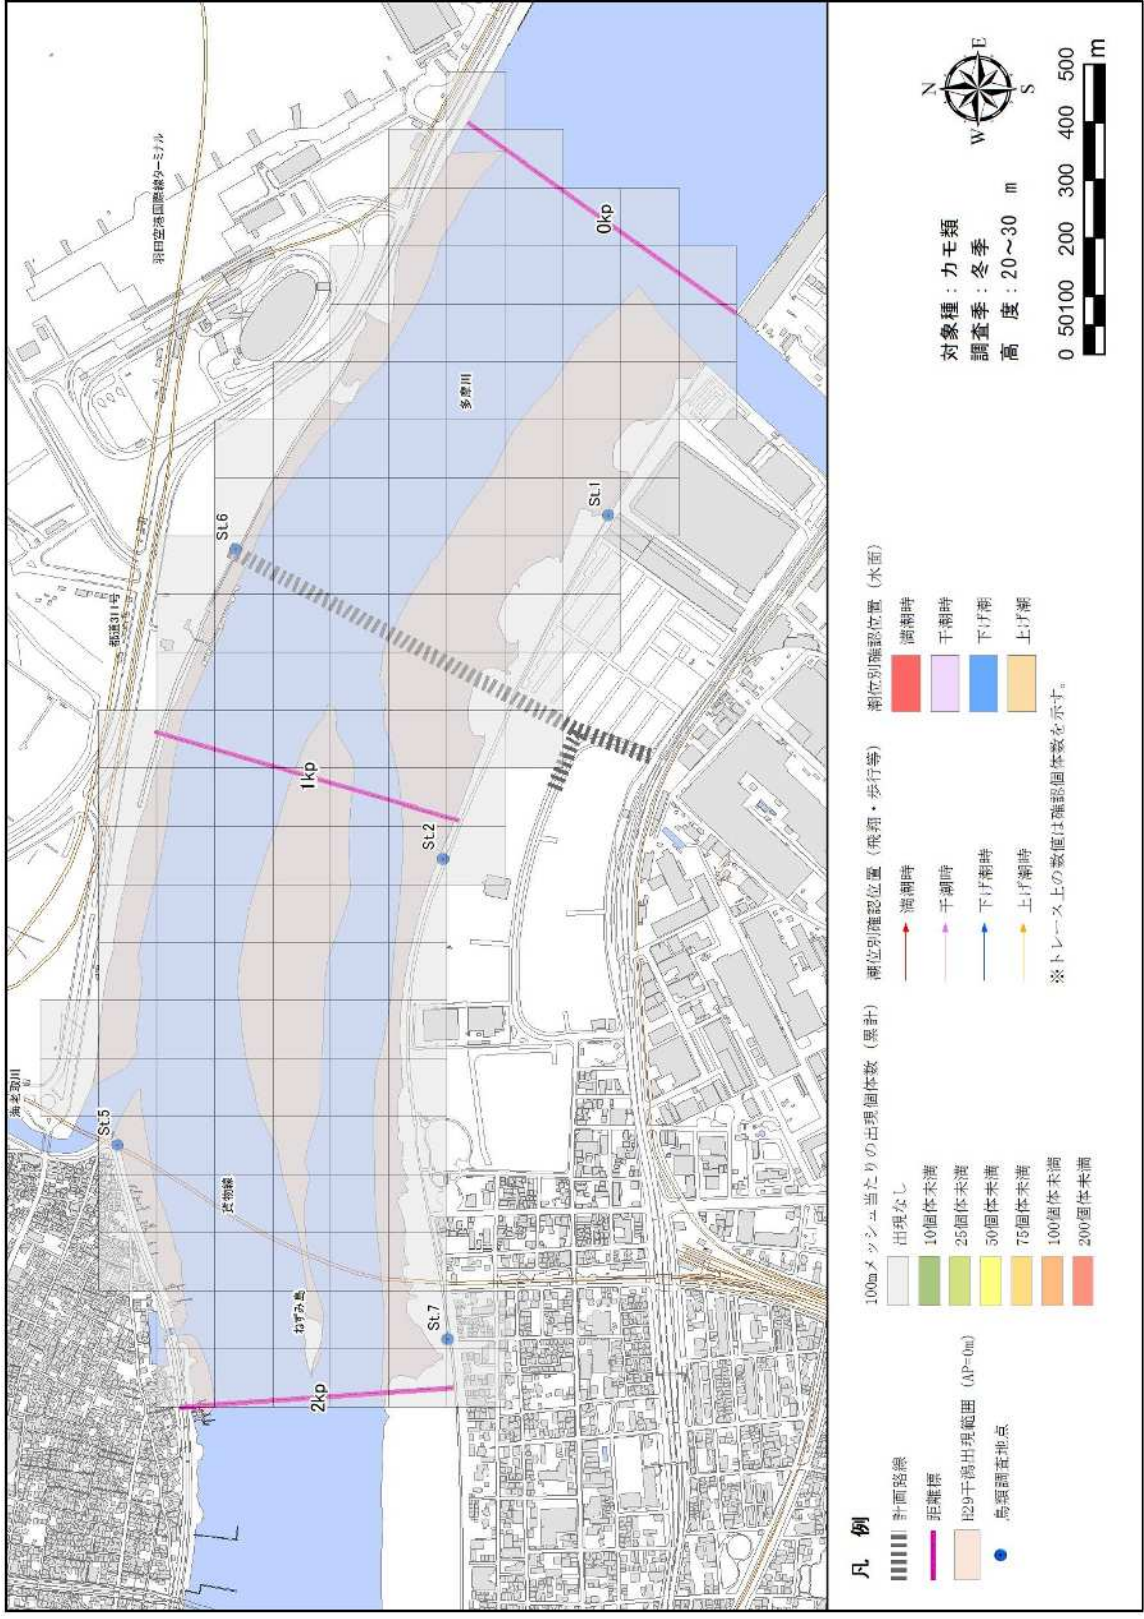 海老取川
St.5
貨物線
ねずみ島
2kp
St.7
羽田空港国際線ターミナル
都道311号
St.6
1kp
St.2
多摩川
St.1
0kp
凡 例
計画路線
距離標
H29干潟出現範囲 (AP=0m)
鳥類調査地点
100mメッシュ当たりの出現個体数 (累計)
出現なし
10個体未満
25個体未満
50個体未満
75個体未満
100個体未満
200個体未満
潮位別確認位置 (飛翔・歩行等)
満潮時
干潮時
下げ潮時
上げ潮時
潮位別確認位置 (水面)
満潮時
干潮時
下げ潮
上げ潮
※トレース上の数値は確認個体数を示す。
対象種：カモ類
調査季：冬季
高 度：20～30 m
N
E
S
W
0 50100 200 300 400 500
m